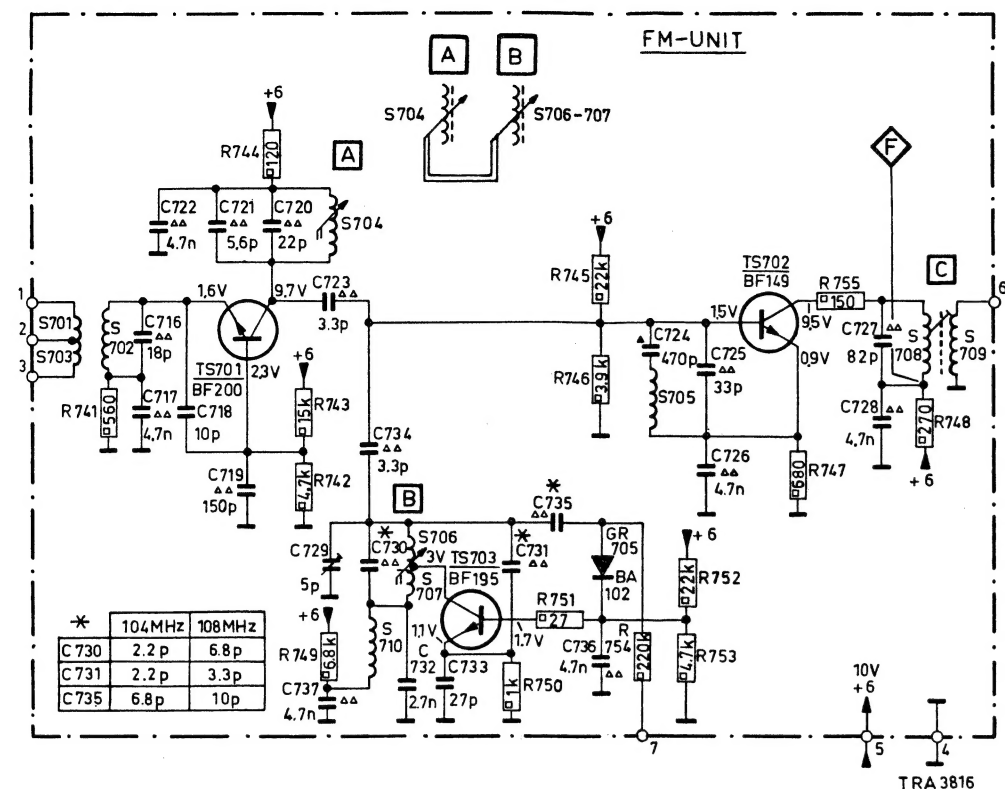 FM-UNIT
A B
S704 S706-707
+6
R744 120
A
C722 △△ 4.7n
C721 △△ 5,6p
C720 △△ 22p
S704
+6
R745 22k
TS702
BF149
R755 150
F
C
1 2 3
S701
S703
S 702
C716 △△ 18p
C717 △△ 4,7n
R741 560
1,6V 9,7V
C723 △△ 3.3p
TS701
BF200
2,3V
C718 10p
+6
R743 15k
R742 4,7k
C719 △△ 150p
C734 △△ 3.3p
R746 3,9k
C724 ▲ 470p
S705
C725 △△ 33p
1,5V 9,5V 0,9V
C726 △△ 4.7n
R747 680
C727 △△ 82p
S 708
S 709
6
C728 △△ 4,7n
R748 270
+6
B
C729 5p
* C730 △△
S706
S 707
3V
TS703
BF195
* C731 △△
* C735 △△
GR 705
BA 102
+6
R752 22k
R751 27
R753 4.7k
+6
R749 6.8k
S 710
C737 △△ 4.7n
C 732 2.7n
1,1V
C733 27p
1.7V
R750 1k
C736 4.7n △△
R 754 220k
* 104MHz 108MHz
C730 2.2p 6.8p
C731 2.2p 3.3p
C735 6.8p 10p
7
10V
+6
5
4
TRA 3816